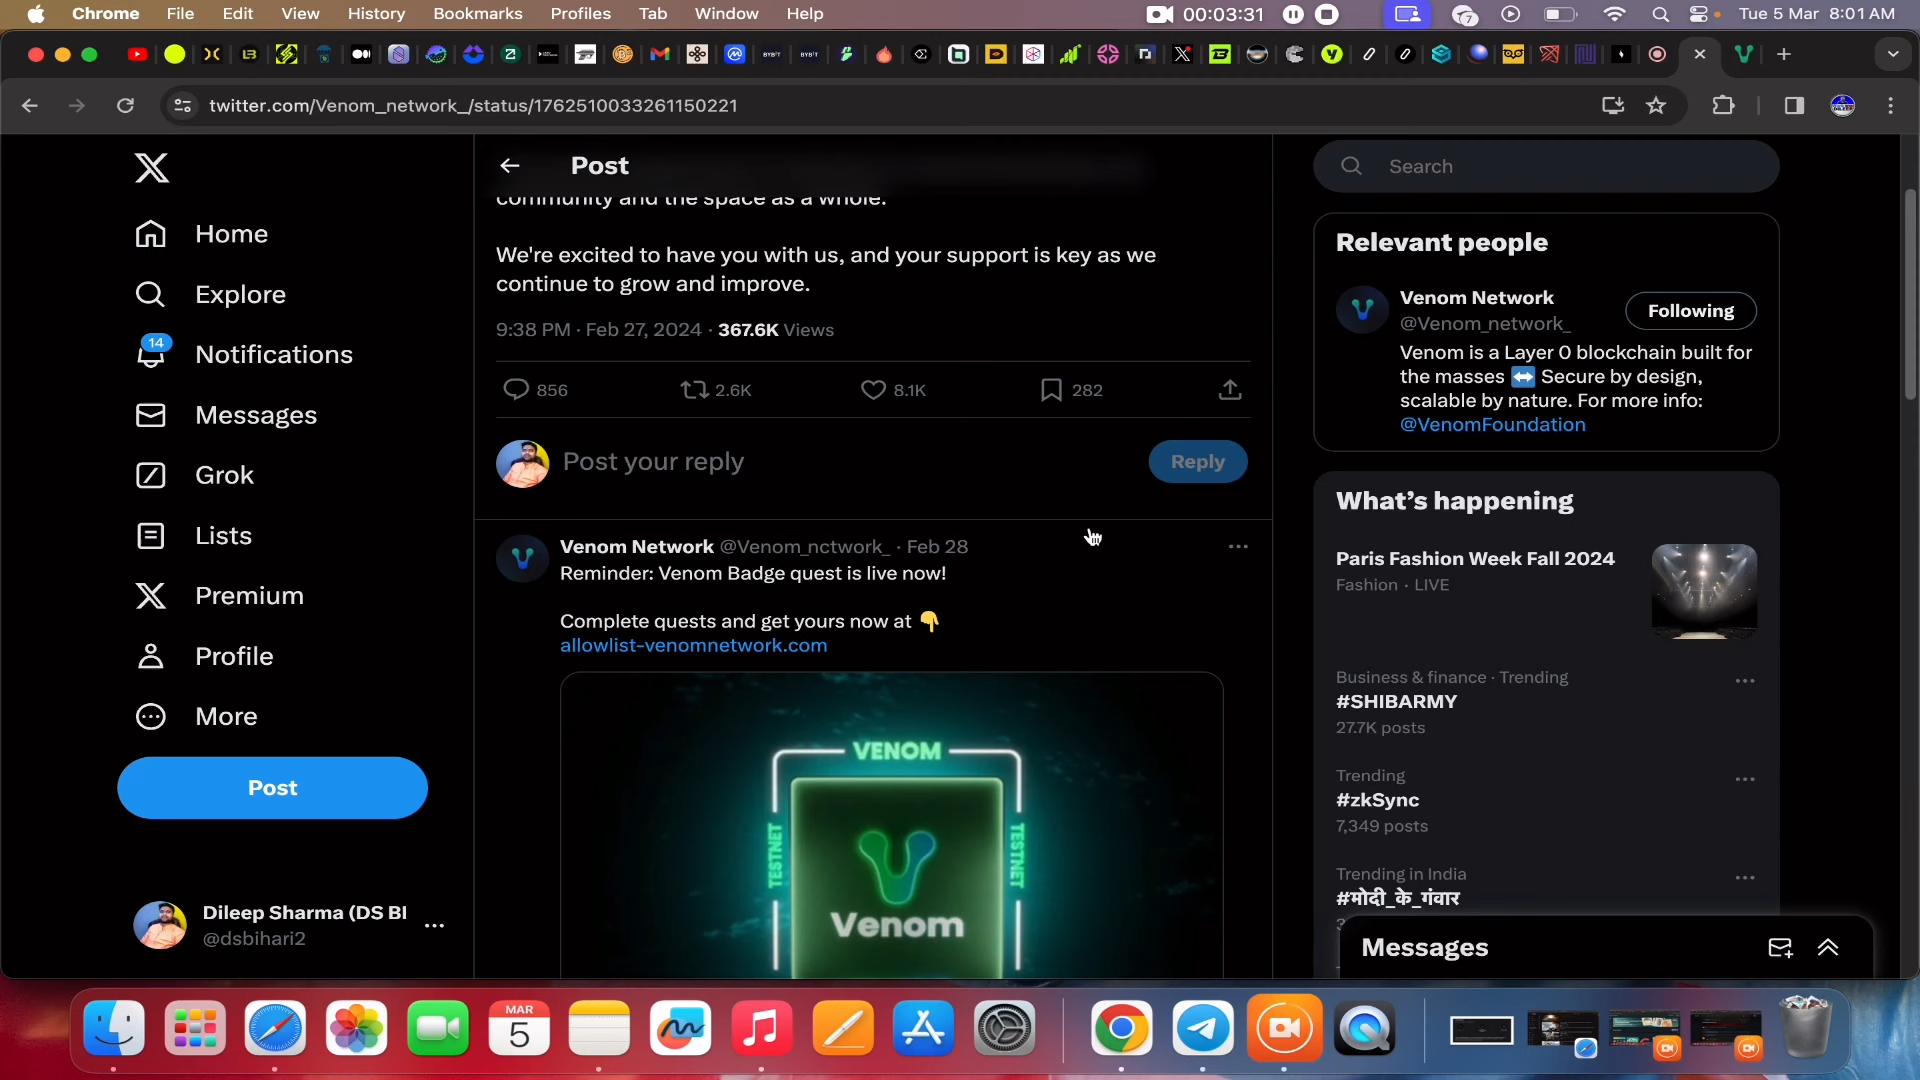 Chrome File Edit View History Bookmarks Profiles Tab Window Help 00:03:31 7 Tue 5 Mar 8:01 AM
twitter.com/Venom_network_/status/1762510033261150221
Home
Explore
14
Notifications
Messages
Grok
Lists
Premium
Profile
More
Post
Dileep Sharma (DS BI
@dsbihari2
Post
community and the space as a whole.
We're excited to have you with us, and your support is key as we
continue to grow and improve.
9:38 PM · Feb 27, 2024 · 367.6K Views
856 2.6K 8.1K 282
Post your reply
Reply
Venom Network @Venom_nctwork_ · Feb 28
Reminder: Venom Badge quest is live now!
Complete quests and get yours now at 👇
allowlist-venomnetwork.com
VENOM
TESTNET
TESTNET
Venom
Search
Relevant people
Venom Network
@Venom_network_
Following
Venom is a Layer 0 blockchain built for
the masses ↔️ Secure by design,
scalable by nature. For more info:
@VenomFoundation
What's happening
Paris Fashion Week Fall 2024
Fashion · LIVE
Business & finance · Trending
#SHIBARMY
27.7K posts
Trending
#zkSync
7,349 posts
Trending in India
#मोदी_के_गंवार
Messages
MAR
5